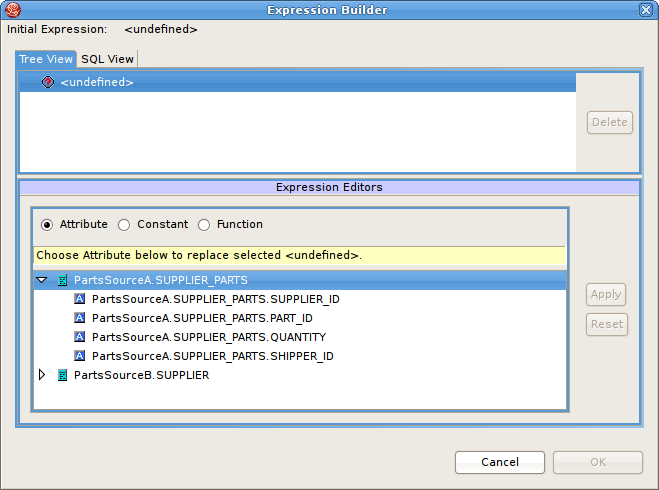 Expression Builder
Initial Expression: <undefined>
Tree View SQL View
<undefined>
Delete
Expression Editors
Attribute Constant Function
Choose Attribute below to replace selected <undefined>.
PartsSourceA.SUPPLIER_PARTS
A PartsSourceA.SUPPLIER_PARTS.SUPPLIER_ID
Apply
A PartsSourceA.SUPPLIER_PARTS.PART_ID
Reset
A PartsSourceA.SUPPLIER_PARTS.QUANTITY
A PartsSourceA.SUPPLIER_PARTS.SHIPPER_ID
PartsSourceB.SUPPLIER
Cancel OK